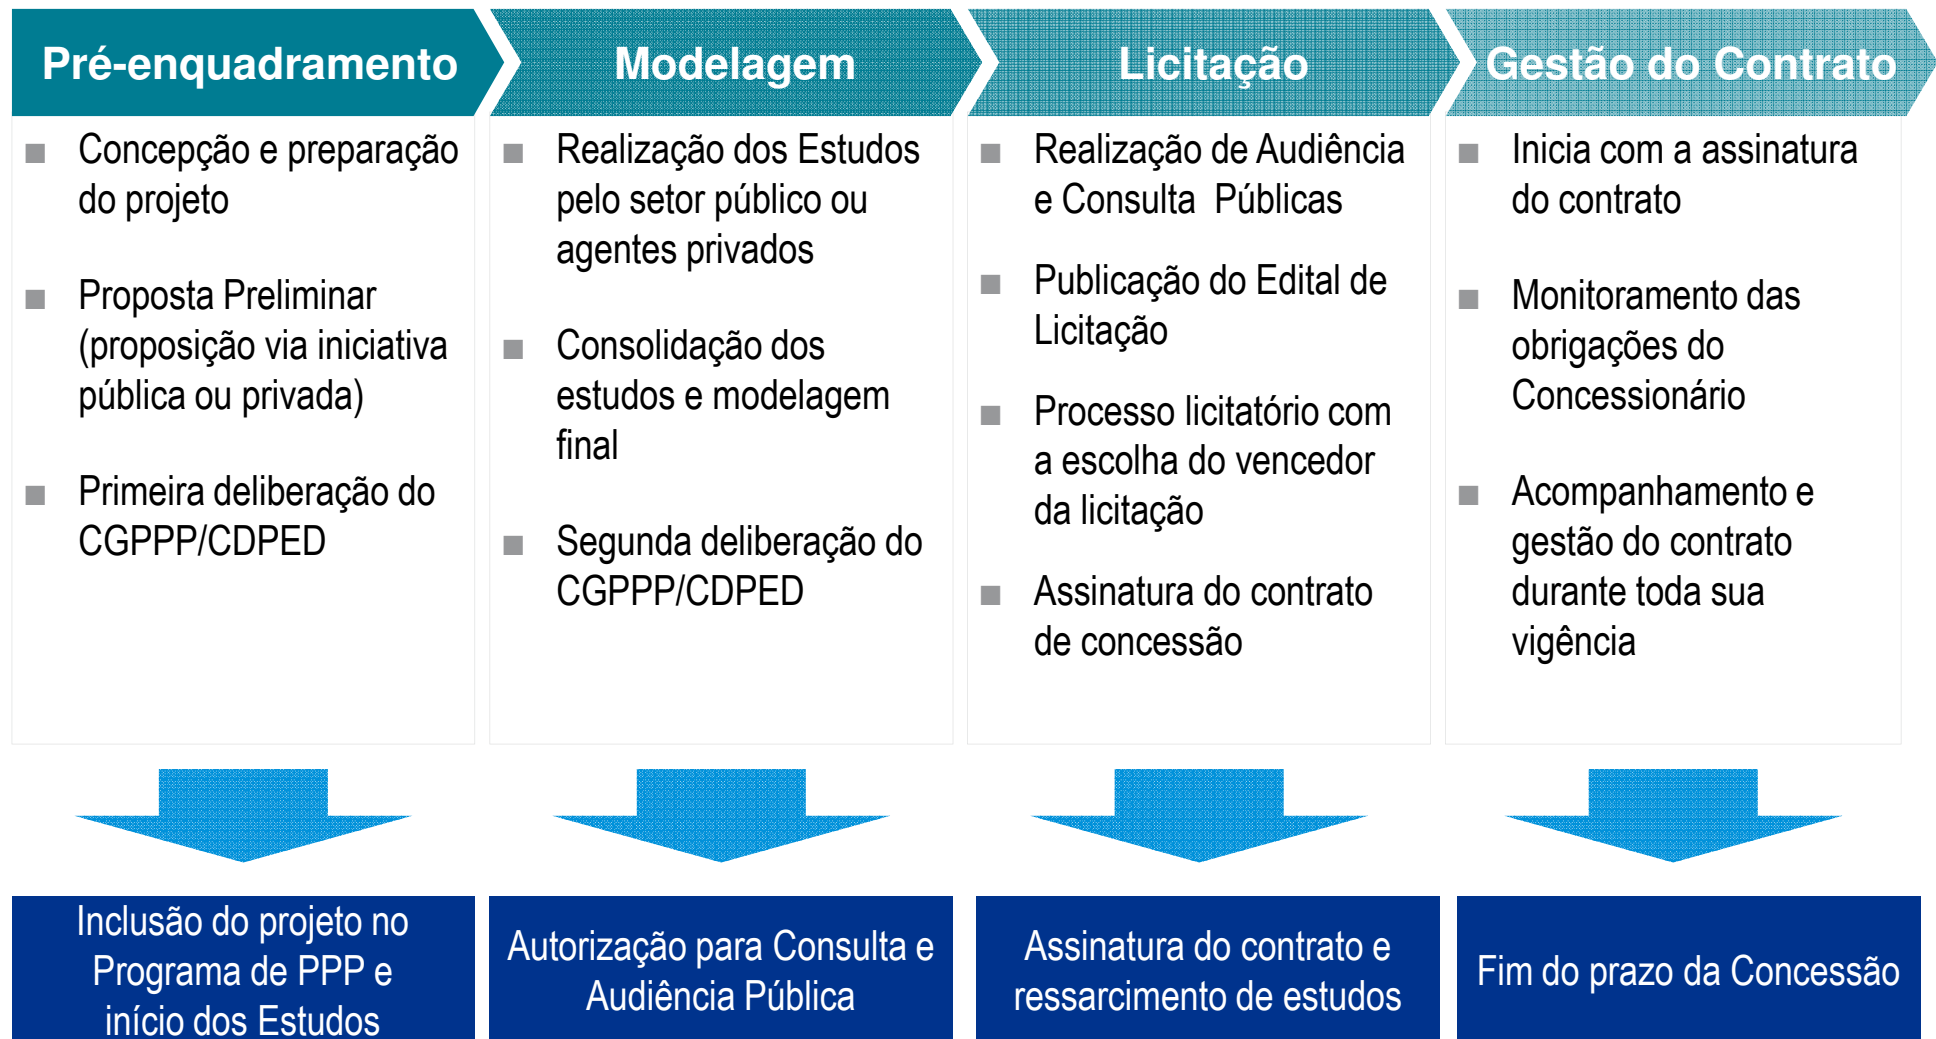 Pré-enquadramento
Modelagem
Licitação
Gestão do Contrato
Concepção e preparação
do projeto
Proposta Preliminar
(proposição via iniciativa
pública ou privada)
Primeira deliberação do
CGPPP/CDPED
Realização dos Estudos
pelo setor público ou
agentes privados
Consolidação dos
estudos e modelagem
final
Segunda deliberação do
CGPPP/CDPED
Realização de Audiência
e Consulta Públicas
Publicação do Edital de
Licitação
Processo licitatório com
a escolha do vencedor
da licitação
Assinatura do contrato
de concessão
Inicia com a assinatura
do contrato
Monitoramento das
obrigações do
Concessionário
Acompanhamento e
gestão do contrato
durante toda sua
vigência
Inclusão do projeto no
Programa de PPP e
início dos Estudos
Autorização para Consulta e
Audiência Pública
Assinatura do contrato e
ressarcimento de estudos
Fim do prazo da Concessão